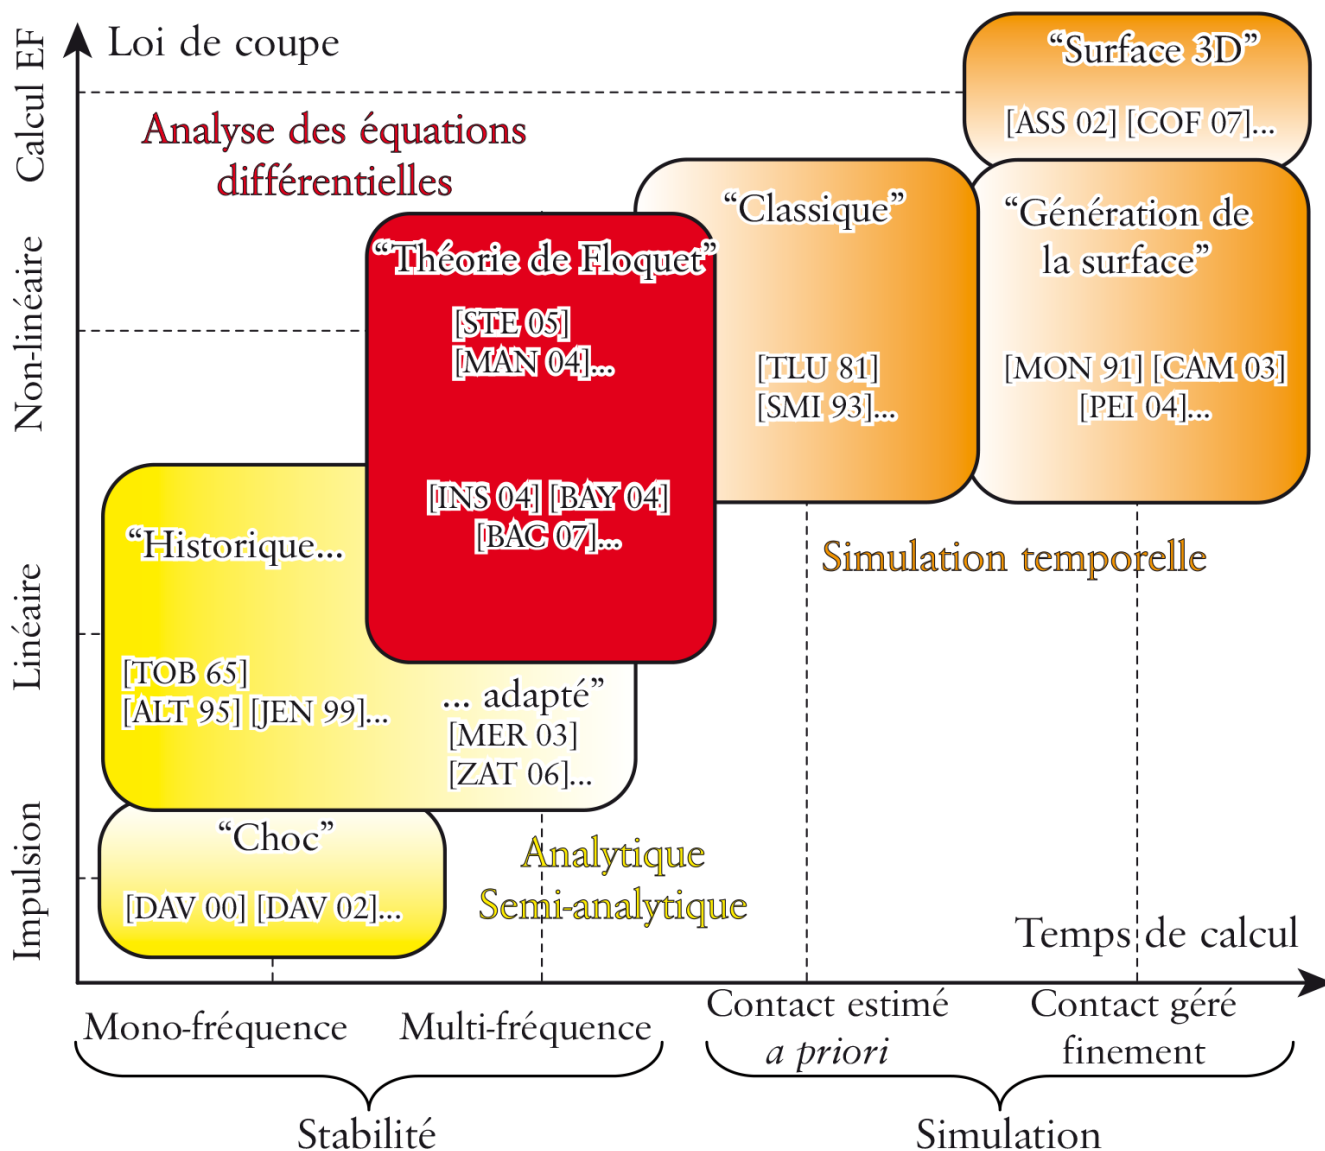 Loi de coupe
Calcul EF
Non-linéaire
Linéaire
Impulsion
“Surface 3D”
[ASS 02] [COF 07]...
Analyse des équations
différentielles
“Classique”
[TLU 81]
[SMI 93]...
“Génération de
la surface”
[MON 91] [CAM 03]
[PEI 04]...
“Théorie de Floquet”
[STE 05]
[MAN 04]...
[INS 04] [BAY 04]
[BAC 07]...
“Historique...
[TOB 65]
[ALT 95] [JEN 99]...
... adapté”
[MER 03]
[ZAT 06]...
Simulation temporelle
“Choc”
[DAV 00] [DAV 02]...
Analytique
Semi-analytique
Temps de calcul
Mono-fréquence
Multi-fréquence
Contact estimé
a priori
Contact géré
finement
Stabilité
Simulation